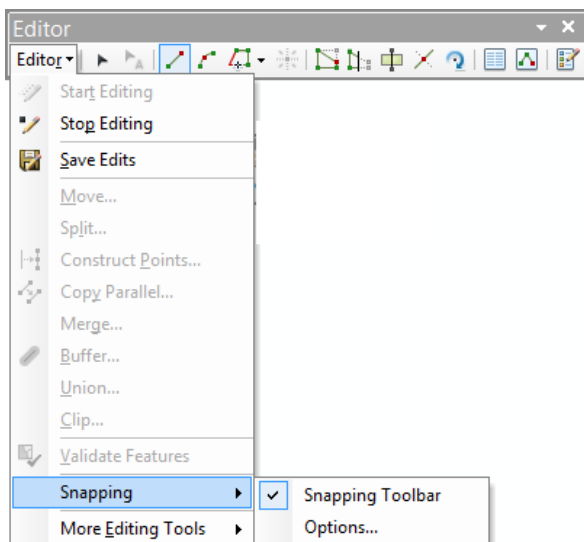 Editor
Editor
Start Editing
Stop Editing
Save Edits
Move...
Split...
Construct Points...
Copy Parallel...
Merge...
Buffer...
Union...
Clip...
Validate Features
Snapping
Snapping Toolbar
More Editing Tools
Options...